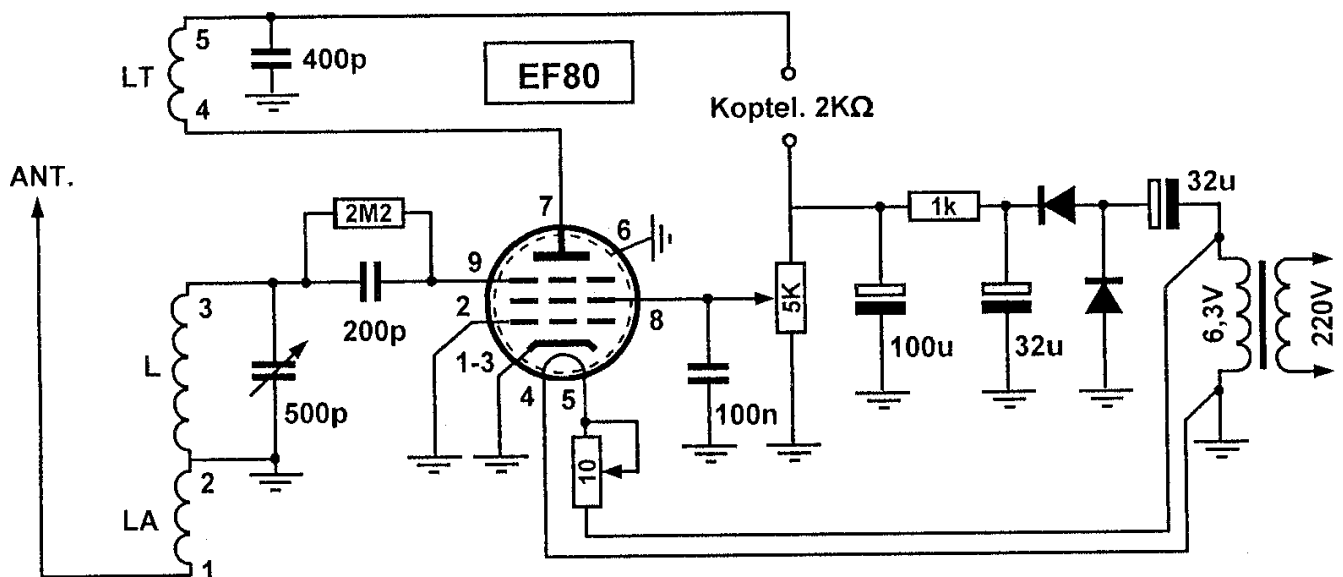 5
LT
400p
EF80
4
Koptel. 2KΩ
ANT.
2M2
7
6
1k
32u
9
3
2
200p
8
5K
L
1-3
100u
32u
6,3V
220V
500p
4
5
100n
10
2
LA
1